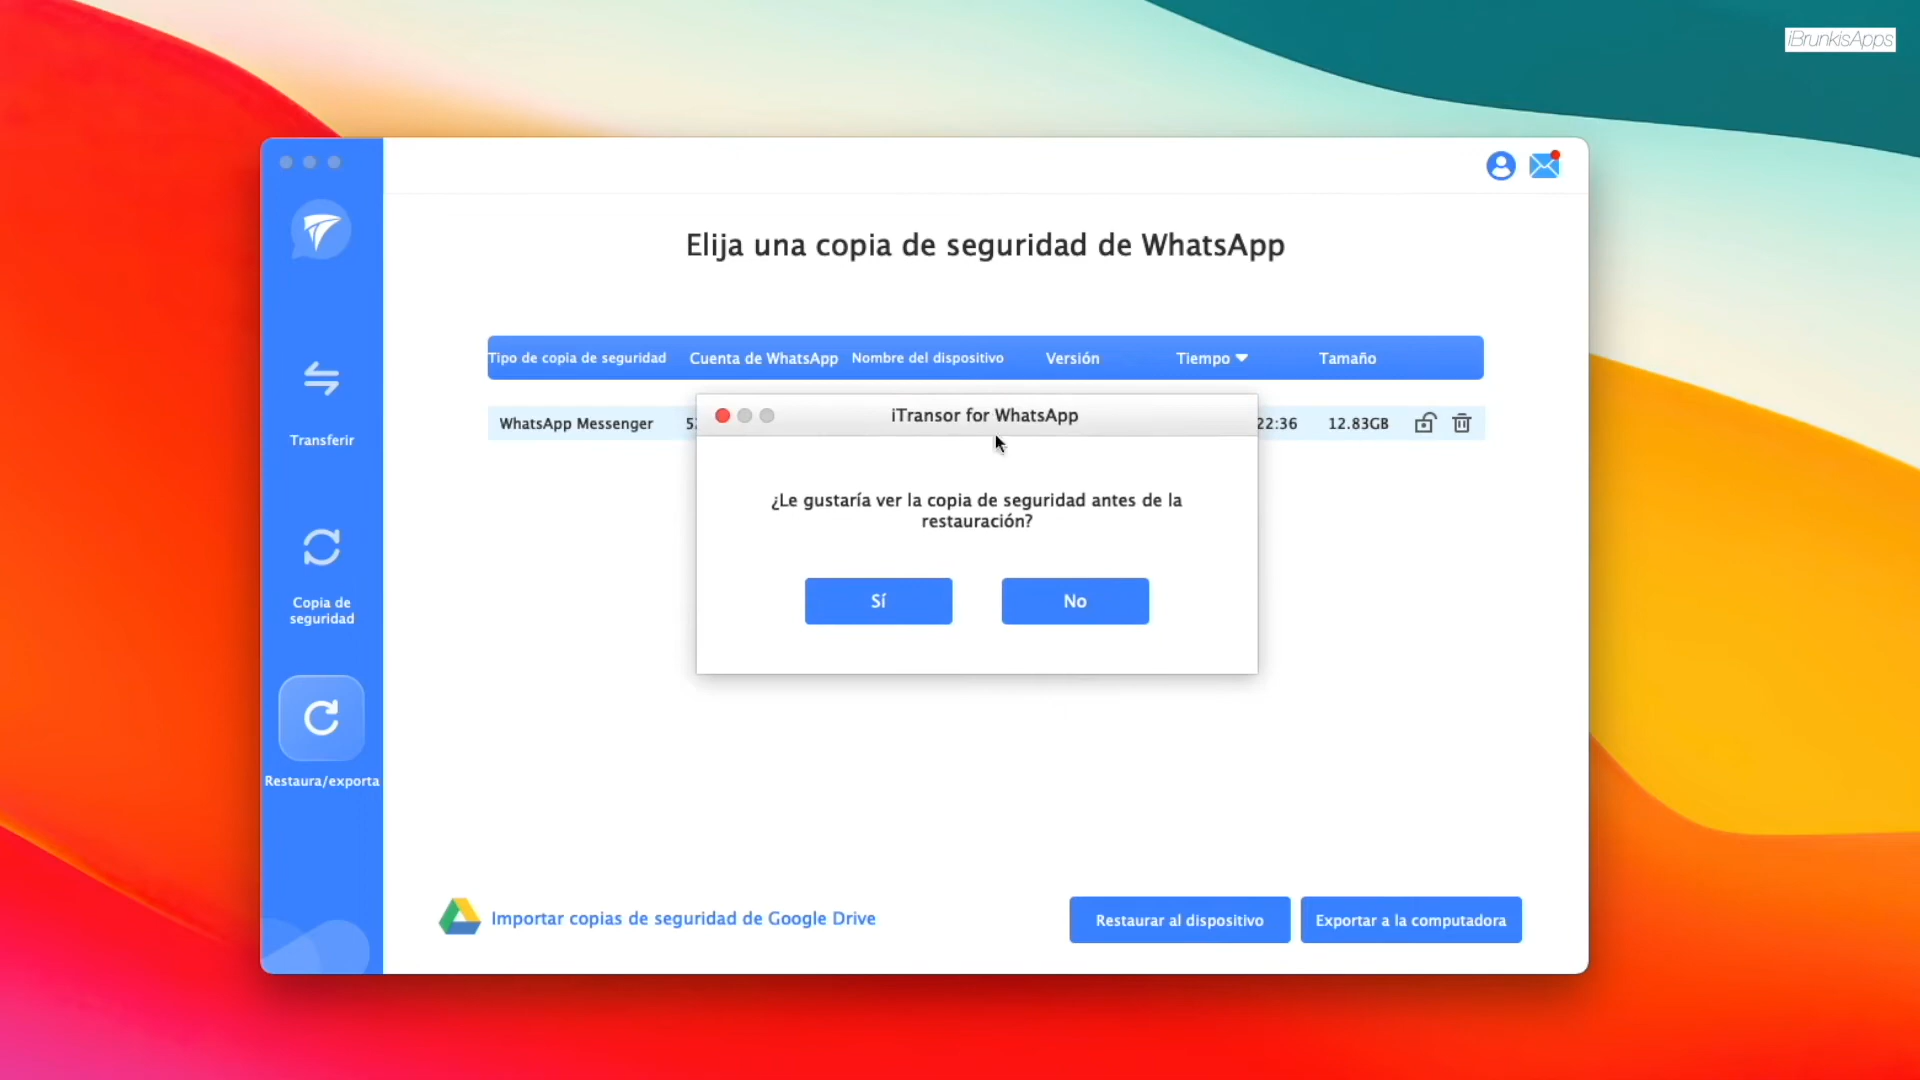 iBrunkisApps
Elija una copia de seguridad de WhatsApp
Tipo de copia de seguridad Cuenta de WhatsApp Nombre del dispositivo Versión Tiempo Tamaño
WhatsApp Messenger 22:36 12.83GB
iTransor for WhatsApp
¿Le gustaría ver la copia de seguridad antes de la
restauración?
Sí No
Transferir
Copia de
seguridad
Restaura/exporta
Importar copias de seguridad de Google Drive
Restaurar al dispositivo Exportar a la computadora